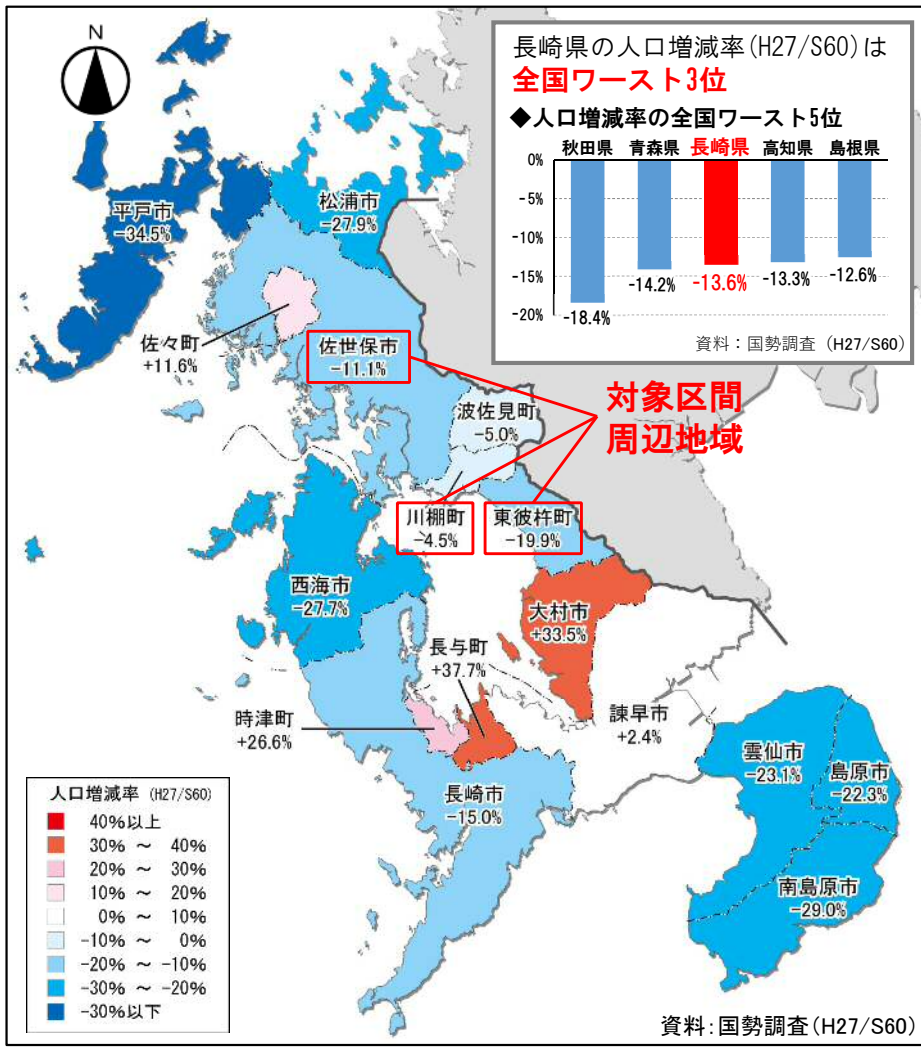 N
長崎県の人口増減率(H27/S60)は
全国ワースト3位
◆人口増減率の全国ワースト5位
秋田県 青森県 長崎県 高知県 島根県
0%
-5%
-10%
-15%
-20%
-18.4%
-14.2%
-13.6%
-13.3%
-12.6%
資料：国勢調査（H27/S60)
平戸市
-34.5%
松浦市
-27.9%
佐々町
+11.6%
佐世保市
-11.1%
対象区間
周辺地域
波佐見町
-5.0%
川棚町
-4.5%
東彼杵町
-19.9%
西海市
-27.7%
大村市
+33.5%
長与町
+37.7%
時津町
+26.6%
諫早市
+2.4%
長崎市
-15.0%
雲仙市
-23.1%
島原市
-22.3%
南島原市
-29.0%
人口増減率 (H27/S60)
40%以上
30% ～ 40%
20% ～ 30%
10% ～ 20%
0% ～ 10%
-10% ～ 0%
-20% ～ -10%
-30% ～ -20%
-30%以下
資料：国勢調査(H27/S60)